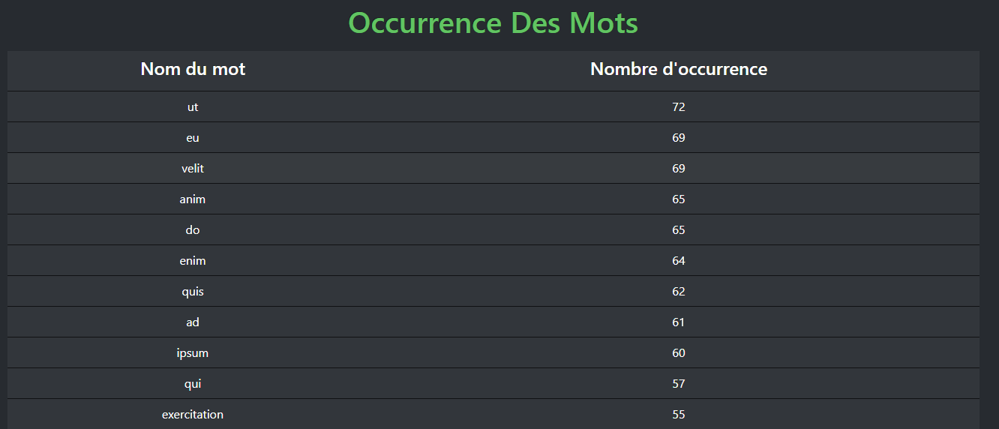 Occurrence Des Mots
Nom du mot Nombre d'occurrence
ut 72
eu 69
velit 69
anim 65
do 65
enim 64
quis 62
ad 61
ipsum 60
qui 57
exercitation 55